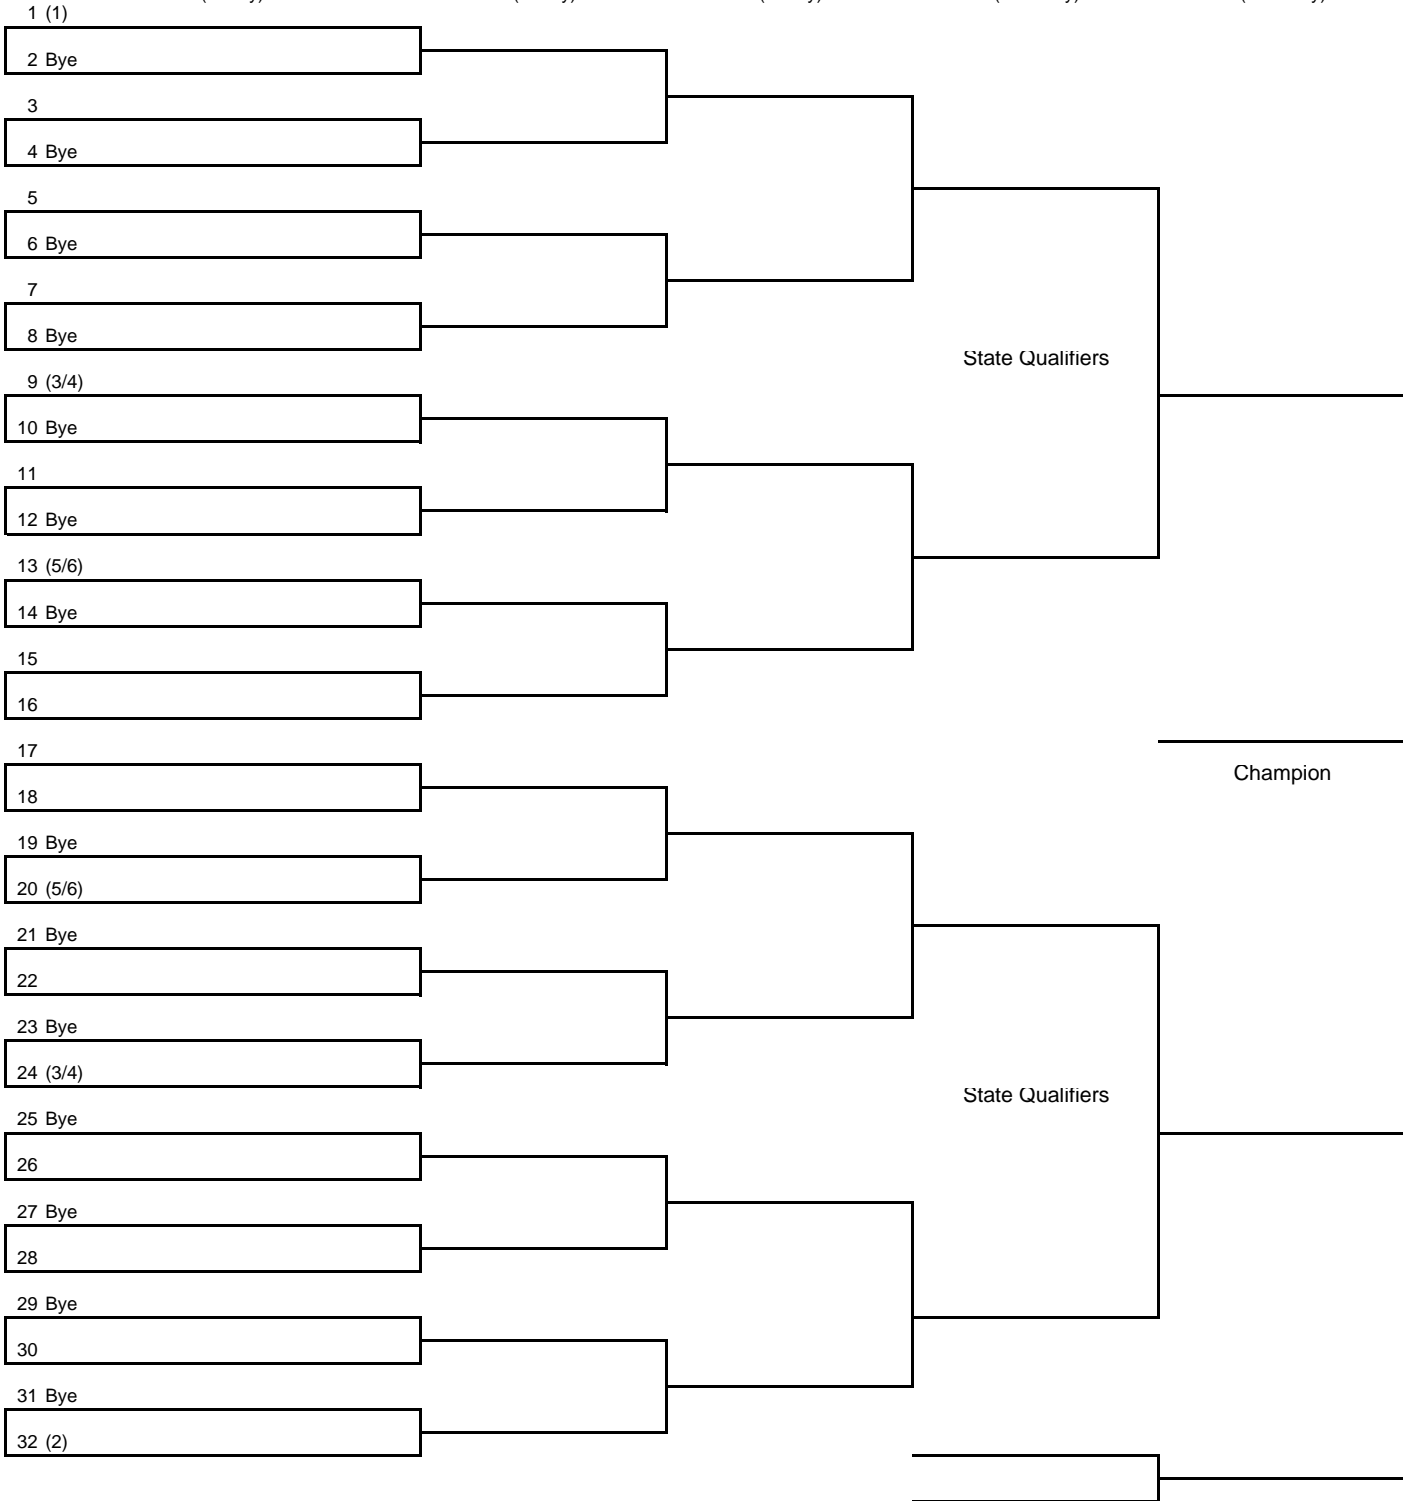 1 (1)
2 Bye
3
4 Bye
5
6 Bye
7
8 Bye
State Qualifiers
9 (3/4)
10 Bye
11
12 Bye
13 (5/6)
14 Bye
15
16
17
Champion
18
19 Bye
20 (5/6)
21 Bye
22
23 Bye
24 (3/4)
State Qualifiers
25 Bye
26
27 Bye
28
29 Bye
30
31 Bye
32 (2)